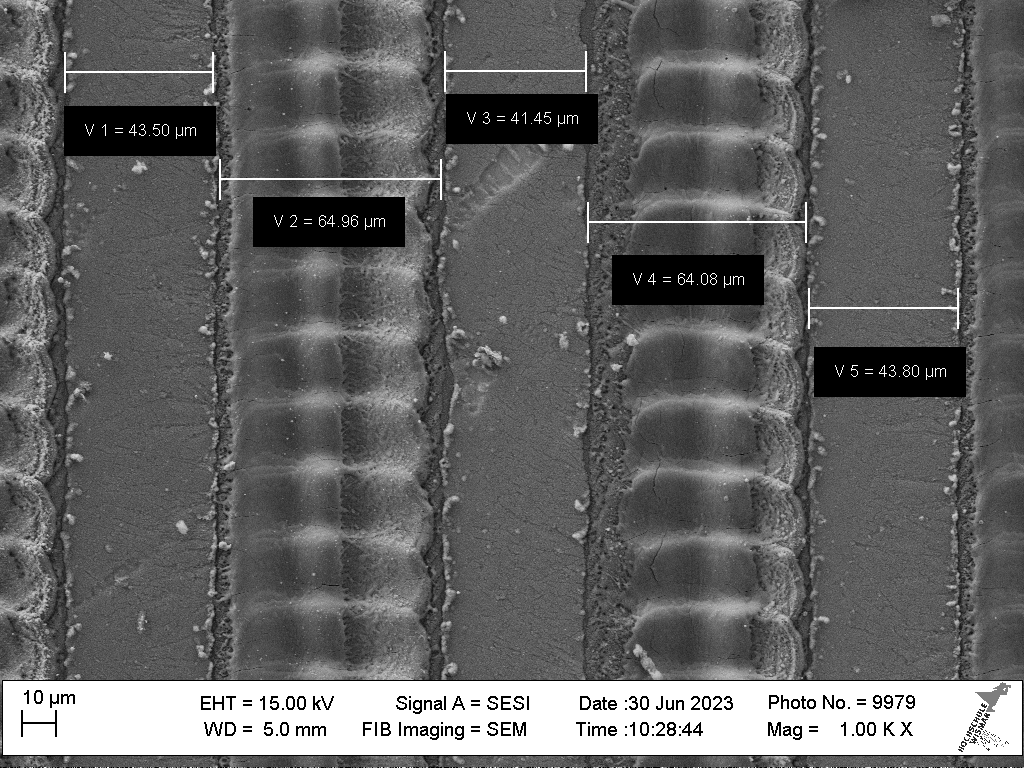 V 1 = 43.50 µm
V 3 = 41.45 µm
V 2 = 64.96 µm
V 4 = 64.08 µm
V 5 = 43.80 µm
10 µm
EHT = 15.00 kV
Signal A = SESI
Date :30 Jun 2023
Photo No. = 9979
WD = 5.0 mm
FIB Imaging = SEM
Time :10:28:44
Mag = 1.00 K X
HOCHSCHULE
WISMAR